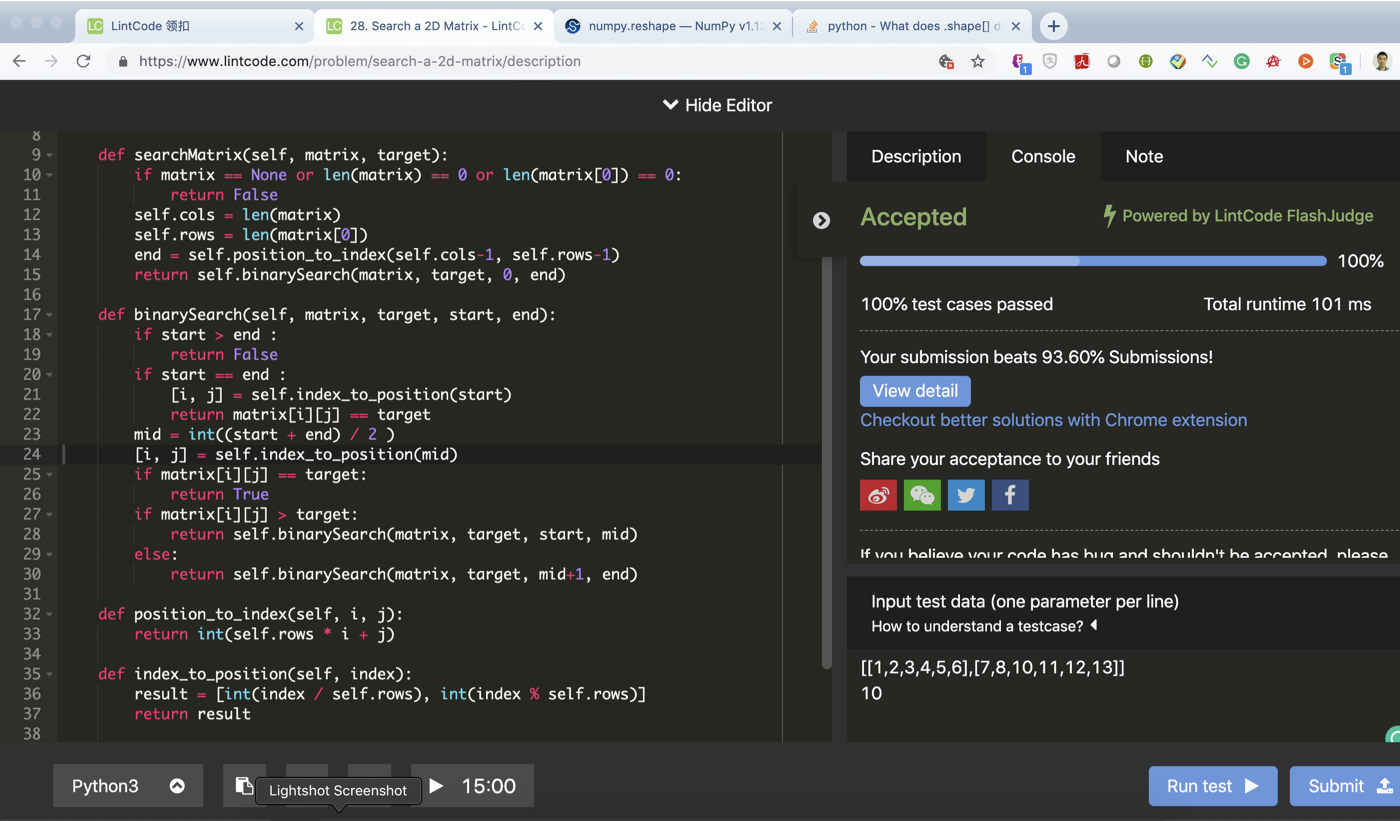 LintCode 领扣
28. Search a 2D Matrix - LintCo
numpy.reshape — NumPy v1.13
python - What does .shape[] do
https://www.lintcode.com/problem/search-a-2d-matrix/description
1
1
Hide Editor
8
9 def searchMatrix(self, matrix, target):
10 if matrix == None or len(matrix) == 0 or len(matrix[0]) == 0:
11 return False
12 self.cols = len(matrix)
13 self.rows = len(matrix[0])
14 end = self.position_to_index(self.cols-1, self.rows-1)
15 return self.binarySearch(matrix, target, 0, end)
16
17 def binarySearch(self, matrix, target, start, end):
18 if start > end :
19 return False
20 if start == end :
21 [i, j] = self.index_to_position(start)
22 return matrix[i][j] == target
23 mid = int((start + end) / 2 )
24 [i, j] = self.index_to_position(mid)
25 if matrix[i][j] == target:
26 return True
27 if matrix[i][j] > target:
28 return self.binarySearch(matrix, target, start, mid)
29 else:
30 return self.binarySearch(matrix, target, mid+1, end)
31
32 def position_to_index(self, i, j):
33 return int(self.rows * i + j)
34
35 def index_to_position(self, index):
36 result = [int(index / self.rows), int(index % self.rows)]
37 return result
38
Description Console Note
Accepted
Powered by LintCode FlashJudge
100%
100% test cases passed
Total runtime 101 ms
Your submission beats 93.60% Submissions!
View detail
Checkout better solutions with Chrome extension
Share your acceptance to your friends
If you believe your code has bug and shouldn't be accepted, please
Input test data (one parameter per line)
How to understand a testcase?
[[1,2,3,4,5,6],[7,8,10,11,12,13]]
10
Python3
Lightshot Screenshot
15:00
Run test
Submit